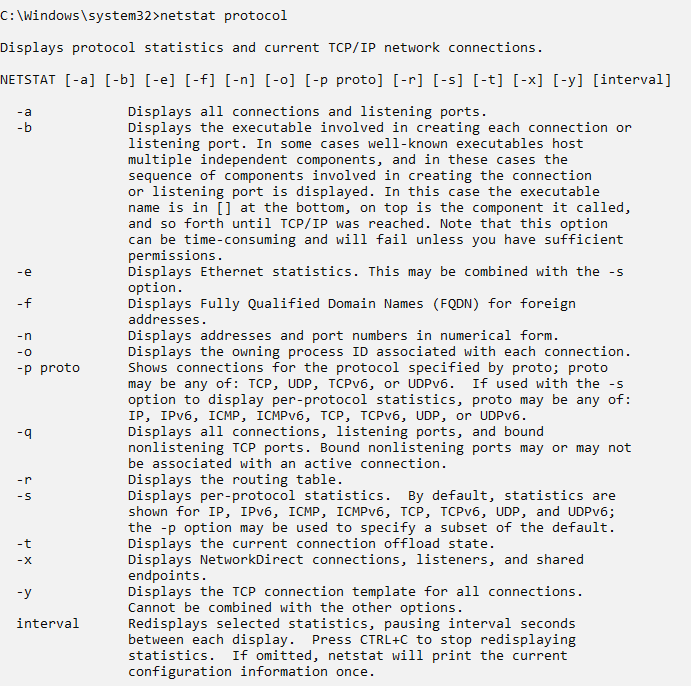 C:\Windows\system32>netstat protocol
Displays protocol statistics and current TCP/IP network connections.
NETSTAT [-a] [-b] [-e] [-f] [-n] [-o] [-p proto] [-r] [-s] [-t] [-x] [-y] [interval]
-a Displays all connections and listening ports.
-b Displays the executable involved in creating each connection or
listening port. In some cases well-known executables host
multiple independent components, and in these cases the
sequence of components involved in creating the connection
or listening port is displayed. In this case the executable
name is in [] at the bottom, on top is the component it called,
and so forth until TCP/IP was reached. Note that this option
can be time-consuming and will fail unless you have sufficient
permissions.
-e Displays Ethernet statistics. This may be combined with the -s
option.
-f Displays Fully Qualified Domain Names (FQDN) for foreign
addresses.
-n Displays addresses and port numbers in numerical form.
-o Displays the owning process ID associated with each connection.
-p proto Shows connections for the protocol specified by proto; proto
may be any of: TCP, UDP, TCPv6, or UDPv6.  If used with the -s
option to display per-protocol statistics, proto may be any of:
IP, IPv6, ICMP, ICMPv6, TCP, TCPv6, UDP, or UDPv6.
-q Displays all connections, listening ports, and bound
nonlistening TCP ports. Bound nonlistening ports may or may not
be associated with an active connection.
-r Displays the routing table.
-s Displays per-protocol statistics.  By default, statistics are
shown for IP, IPv6, ICMP, ICMPv6, TCP, TCPv6, UDP, and UDPv6;
the -p option may be used to specify a subset of the default.
-t Displays the current connection offload state.
-x Displays NetworkDirect connections, listeners, and shared
endpoints.
-y Displays the TCP connection template for all connections.
Cannot be combined with the other options.
interval Redisplays selected statistics, pausing interval seconds
between each display.  Press CTRL+C to stop redisplaying
statistics.  If omitted, netstat will print the current
configuration information once.